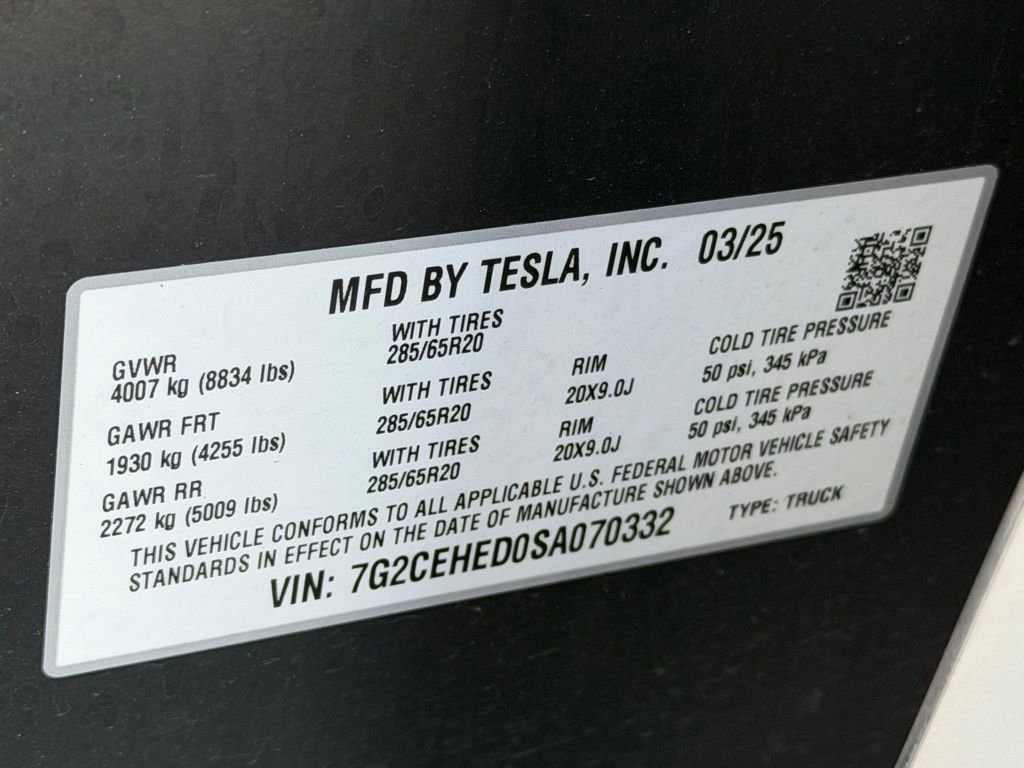 MFD BY TESLA, INC. 03/25
GVWR
4007 kg (8834 lbs)
WITH TIRES
285/65R20
GAWR FRT
1930 kg (4255 lbs)
WITH TIRES
285/65R20
RIM
20X9.0J
COLD TIRE PRESSURE
50 psi, 345 kPa
GAWR RR
2272 kg (5009 lbs)
WITH TIRES
285/65R20
RIM
20X9.0J
COLD TIRE PRESSURE
50 psi, 345 kPa
THIS VEHICLE CONFORMS TO ALL APPLICABLE U.S. FEDERAL MOTOR VEHICLE SAFETY
STANDARDS IN EFFECT ON THE DATE OF MANUFACTURE SHOWN ABOVE.
VIN: 7G2CEHED0SA070332
TYPE: TRUCK